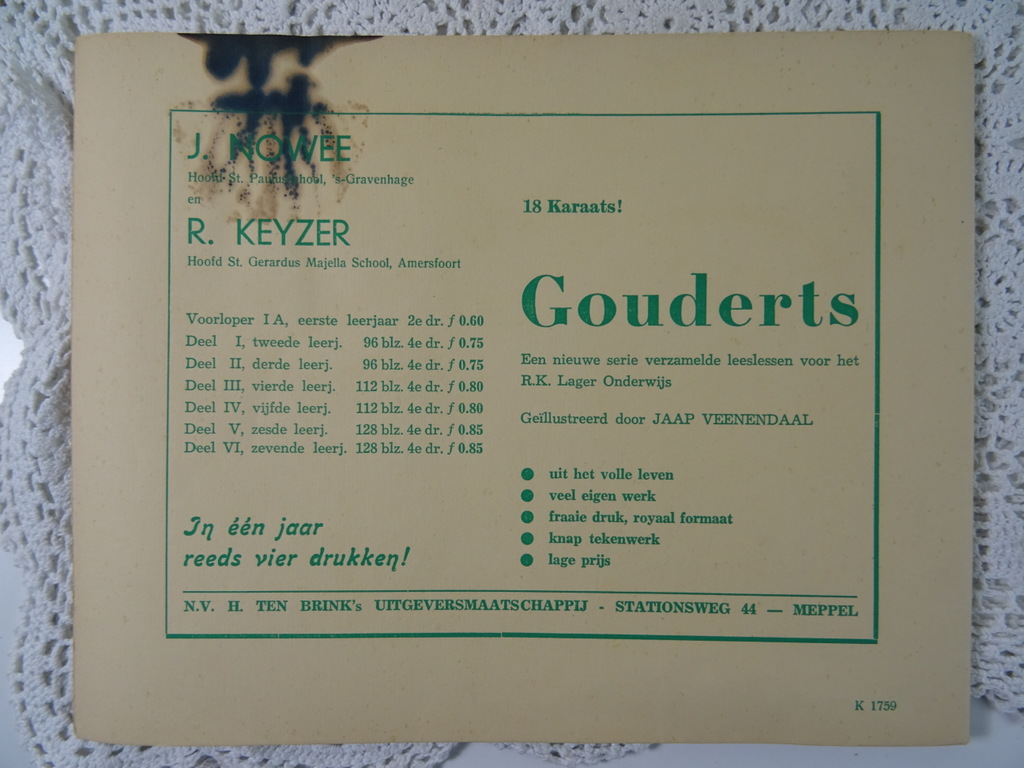 J. NOWEE
Hoofd St. Paulusschool, 's-Gravenhage
en
R. KEYZER
Hoofd St. Gerardus Majella School, Amersfoort
Voorloper I A, eerste leerjaar 2e dr. f 0.60
Deel I, tweede leerj. 96 blz. 4e dr. f 0.75
Deel II, derde leerj. 96 blz. 4e dr. f 0.75
Deel III, vierde leerj. 112 blz. 4e dr. f 0.80
Deel IV, vijfde leerj. 112 blz. 4e dr. f 0.80
Deel V, zesde leerj. 128 blz. 4e dr. f 0.85
Deel VI, zevende leerj. 128 blz. 4e dr. f 0.85
In één jaar
reeds vier drukken!
18 Karaats!
Gouderts
Een nieuwe serie verzamelde leeslessen voor het
R.K. Lager Onderwijs
Geïllustreerd door JAAP VEENENDAAL
● uit het volle leven
● veel eigen werk
● fraaie druk, royaal formaat
● knap tekenwerk
● lage prijs
N.V. H. TEN BRINK's UITGEVERSMAATSCHAPPIJ - STATIONSWEG 44 — MEPPEL
K 1759